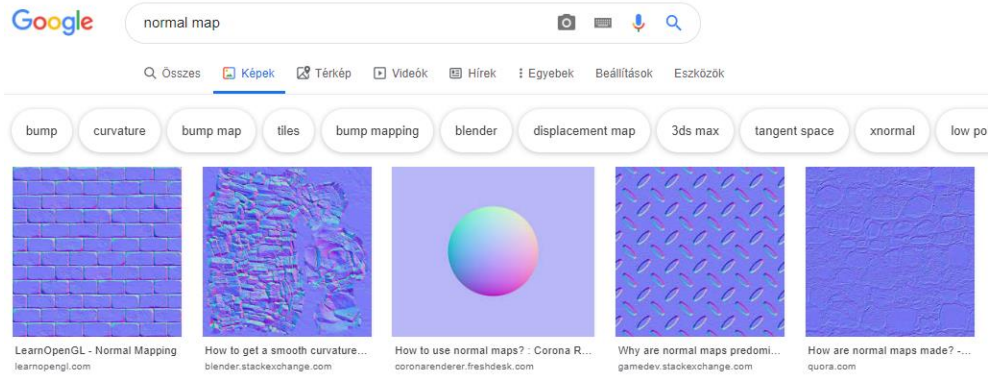 Google
normal map
Összes Képek Térkép Videók Hírek Egyebek Beállítások Eszközök
bump curvature bump map tiles bump mapping blender displacement map 3ds max tangent space xnormal low po
LearnOpenGL - Normal Mapping How to get a smooth curvature... How to use normal maps? : Corona R... Why are normal maps predomi... How are normal maps made? -...
learnopengl.com blender.stackexchange.com coronarenderer.freshdesk.com gamedev.stackexchange.com quora.com